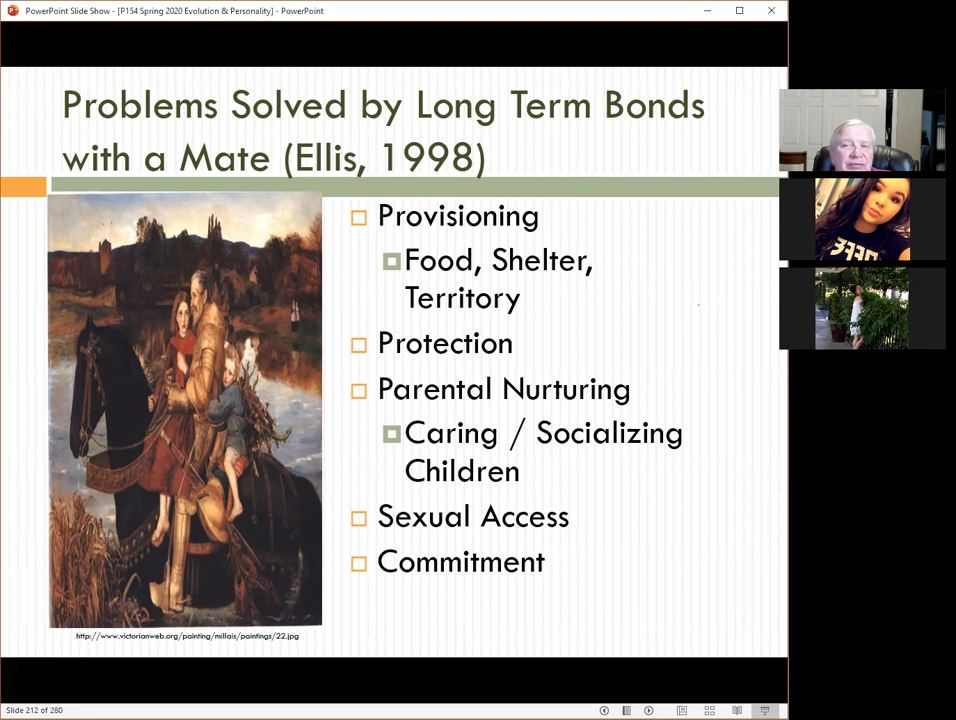 PowerPoint Slide Show - [P154 Spring 2020 Evolution & Personality] - PowerPoint
Problems Solved by Long Term Bonds
with a Mate (Ellis, 1998)
Provisioning
Food, Shelter,
Territory
Protection
Parental Nurturing
Caring / Socializing
Children
Sexual Access
Commitment
http://www.victorianweb.org/painting/millais/paintings/22.jpg
Slide 212 of 280